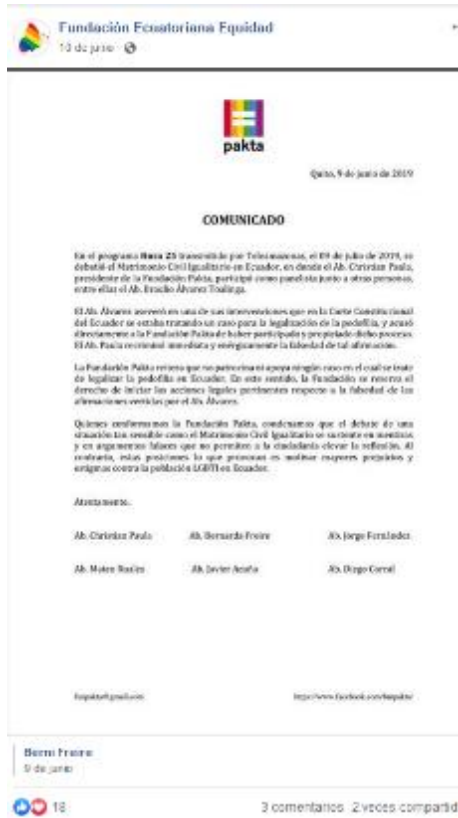 Fundación Ecuatoriana Equidad
10 de junio
pakta
Quito, 9 de junio de 2019
COMUNICADO
En el programa Hora 25 transmitido por Teleamazonas, el 09 de julio de 2019, se
debatió el Matrimonio Civil Igualitario en Ecuador, en donde el Ab. Christian Paula,
presidente de la Fundación Pakta, participó como panelista junto a otras personas,
entre ellas el Ab. Braulio Álvarez
El Ab. Álvarez aseveró en una de sus intervenciones que en la Corte Constitucional
del Ecuador se estaba tratando un caso para la legalización de la pedofilia, y acusó
directamente a la Fundación Pakta de haber participado y propiciado dicho proceso.
El Ab. Paula recriminó inmediata y enérgicamente la falsedad de tal afirmación.
La Fundación Pakta reitera que no patrocina ni apoya ningún caso en el cual se trate
de legalizar la pedofilia en Ecuador. En este sentido, la Fundación se reserva el
derecho de iniciar las acciones legales pertinentes respecto a la falsedad de las
afirmaciones vertidas por el Ab. Álvarez.
Quienes conformamos la Fundación Pakta, condenamos que el debate de una
situación tan sensible como el Matrimonio Civil Igualitario se sustente en mentiras
y en argumentos falaces que no permiten a la ciudadanía elevar la reflexión. Al
contrario, estas posiciones lo que provocan es motivar mayores prejuicios y
estigmas contra la población LGBTI en Ecuador.
Atentamente,
Ab. Christian Paula Ab. Bernarda Freire Ab. Jorge Fernández
Ab. Mateo Ruales Ab. Javier Acuña Ab. Diego Corral
Berni Freire
9 de junio
18 3 comentarios 2 veces compartid